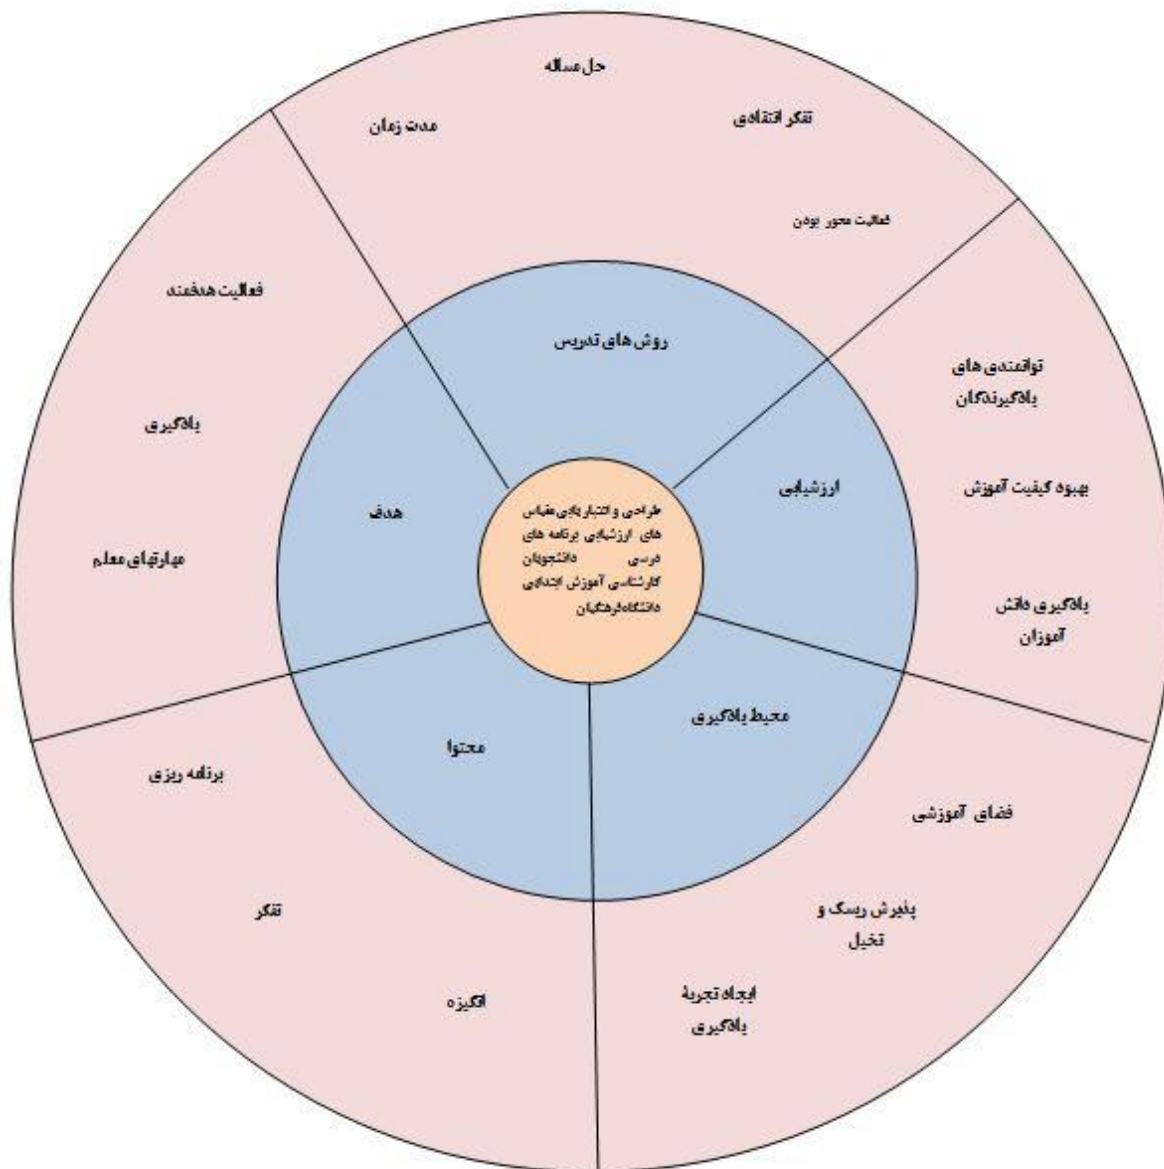 حل مساله
تفکر انتقادی
مدت زمان
فعالیت محور بودن
فعالیت هدفمند
روش های تدریس
توانمندی های
یادگیرندگان
یادگیری
ارزشیابی
بهبود کیفیت آموزش
هدف
طراحی و اعتباریابی مقیاس
های ارزشیابی برنامه های
درسی دانشجویان
کارشناسی آموزش ابتدایی
دانشگاه فرهنگیان
مهارتهای معلم
یادگیری دانش
آموزان
محیط یادگیری
محتوا
برنامه ریزی
فضای آموزشی
تفکر
پذیرش ریسک و
تخیل
انگیزه
ایجاد تجربۀ
یادگیری